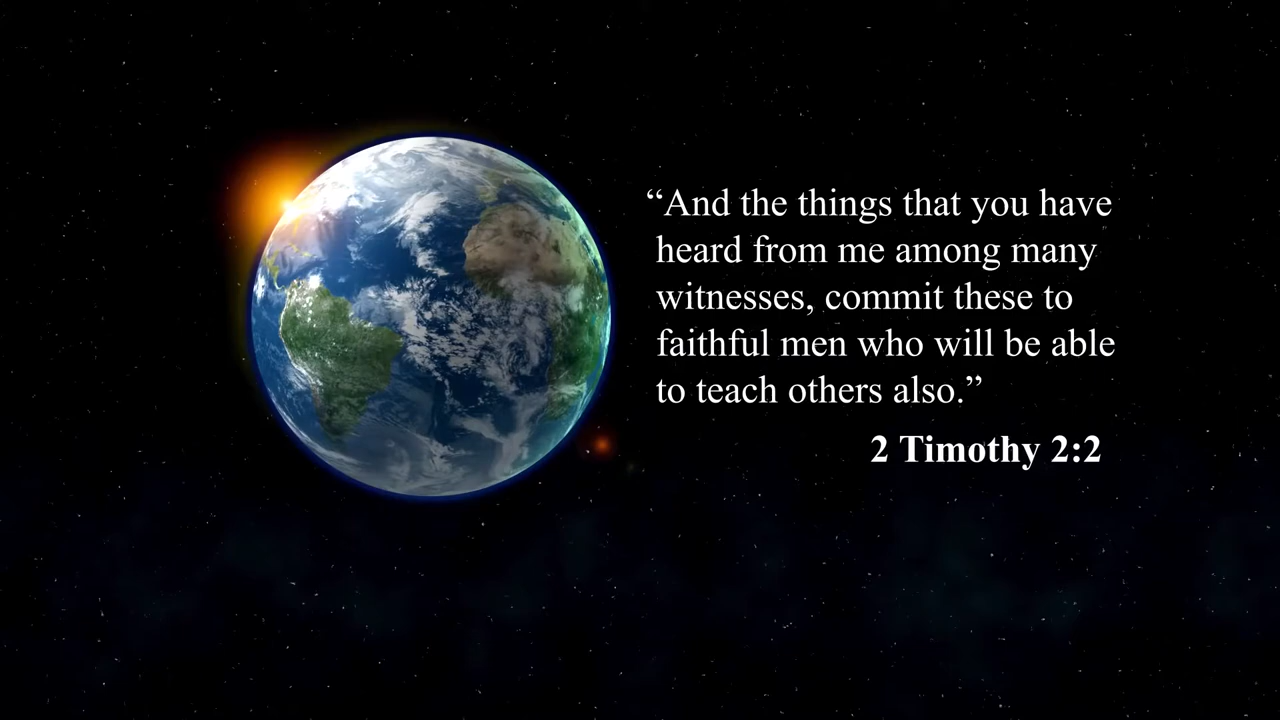 “And the things that you have
heard from me among many
witnesses, commit these to
faithful men who will be able
to teach others also.”
2 Timothy 2:2